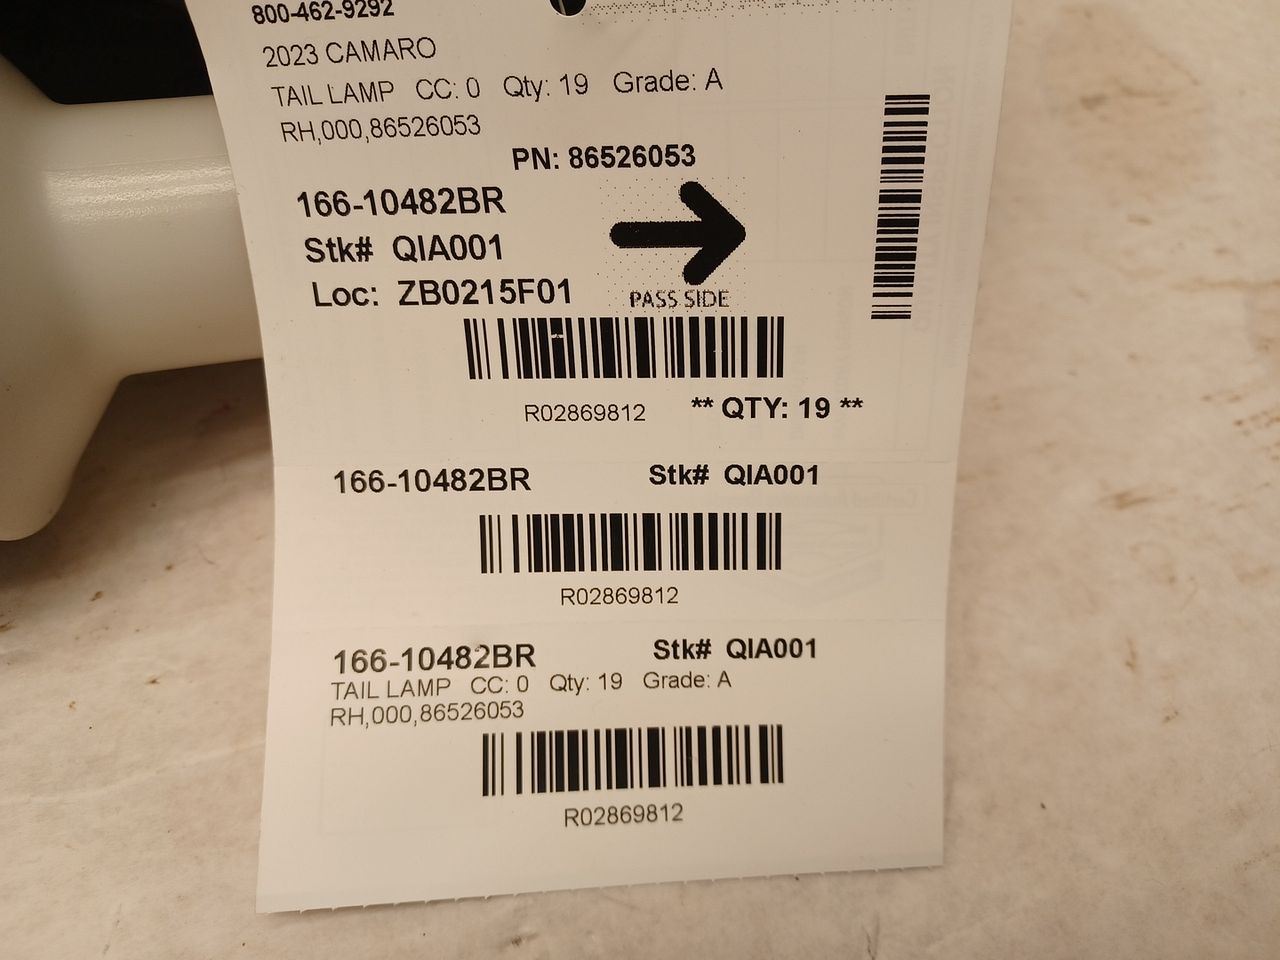 800-462-9292
2023 CAMARO
TAIL LAMP CC: 0 Qty: 19 Grade: A
RH,000,86526053
PN: 86526053
166-10482BR
Stk# QIA001
Loc: ZB0215F01
PASS SIDE
R02869812 ** QTY: 19 **
166-10482BR Stk# QIA001
R02869812
166-10482BR Stk# QIA001
TAIL LAMP CC: 0 Qty: 19 Grade: A
RH,000,86526053
R02869812